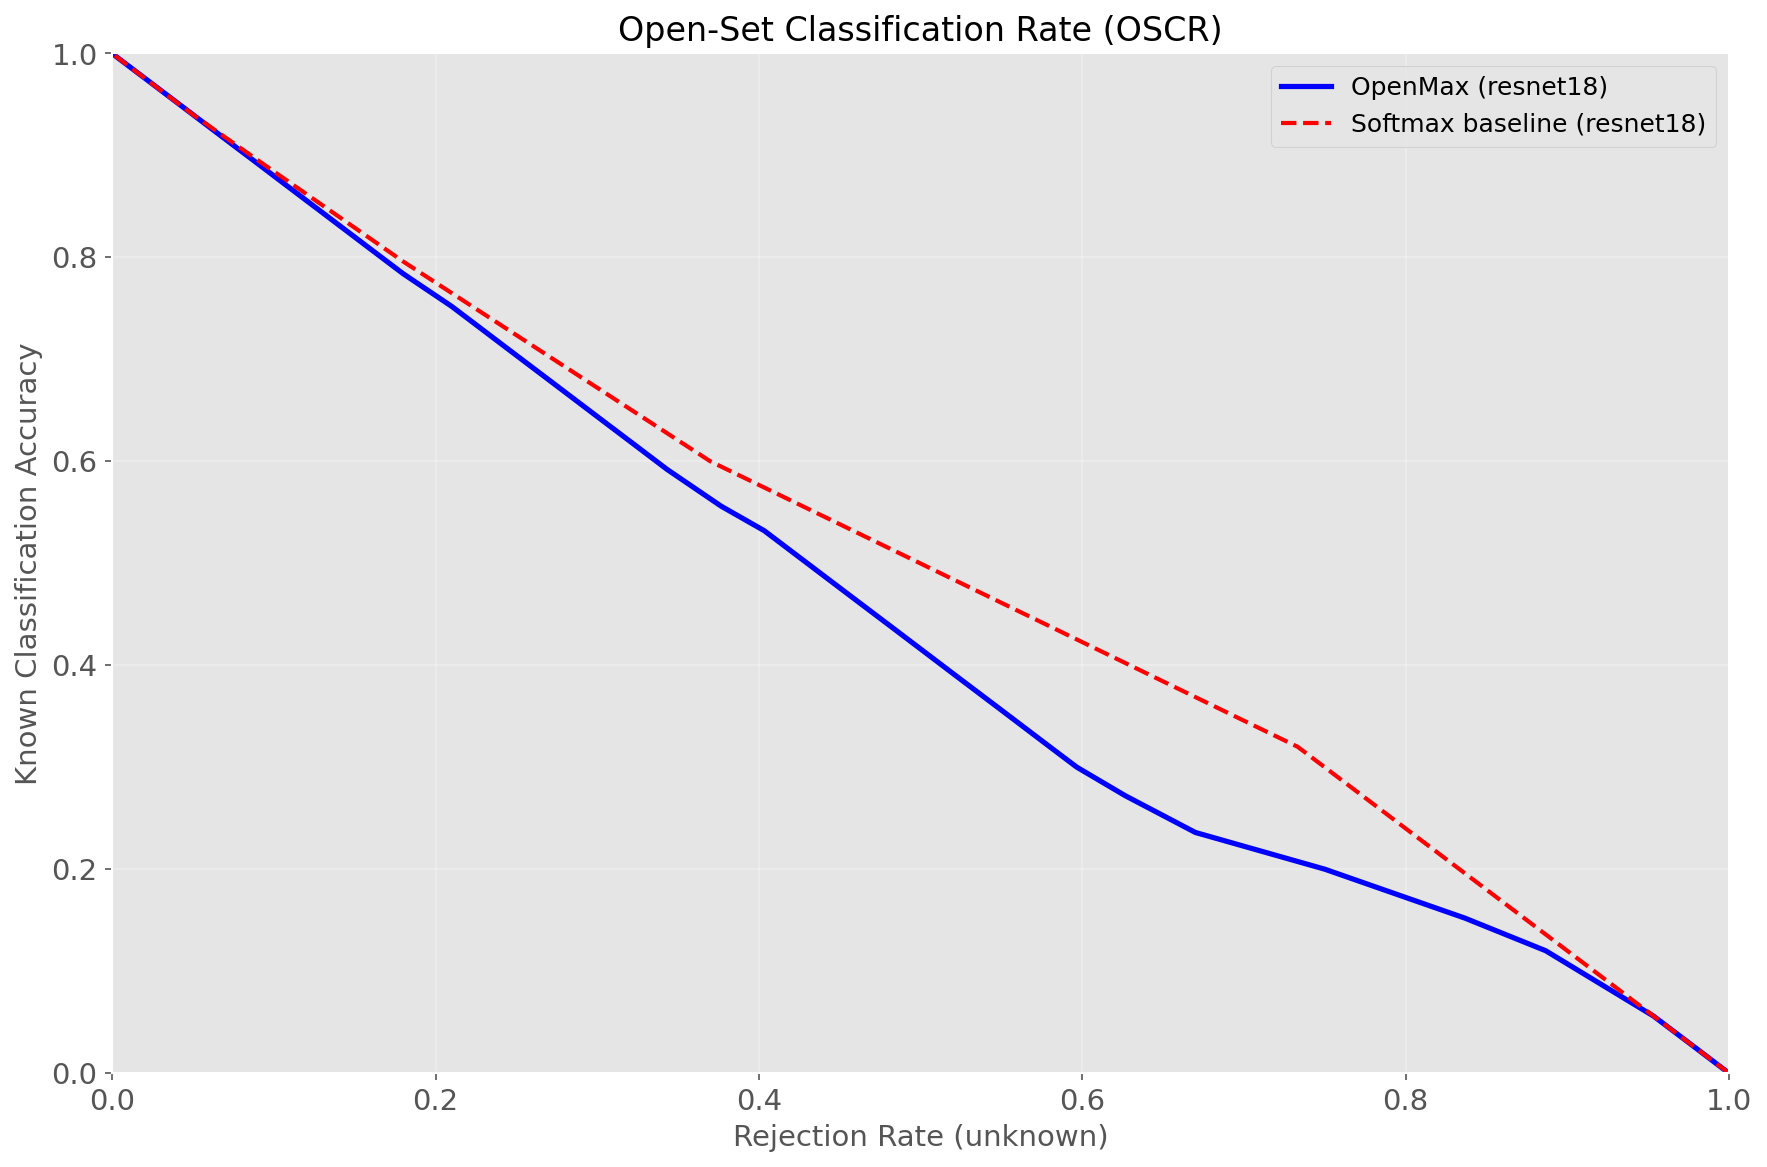 Open-Set Classification Rate (OSCR)
OpenMax (resnet18)
Softmax baseline (resnet18)
Known Classification Accuracy
1.0
0.8
0.6
0.4
0.2
0.0
0.0 0.2 0.4 0.6 0.8 1.0
Rejection Rate (unknown)